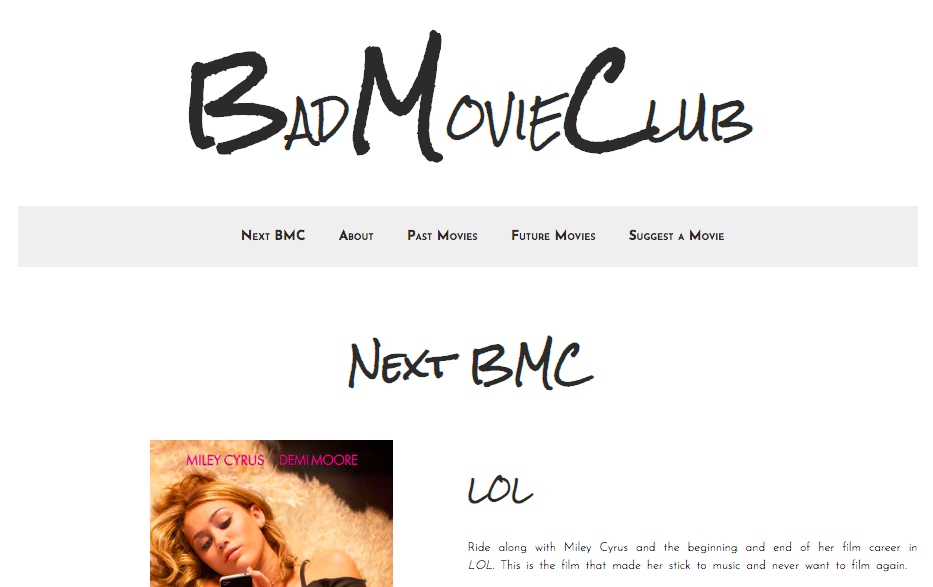 BadMovieClub
Next BMC About Past Movies Future Movies Suggest a Movie
Next BMC
MILEY CYRUS DEMI MOORE
LOL
Ride along with Miley Cyrus and the beginning and end of her film career in
LOL. This is the film that made her stick to music and never want to film again.